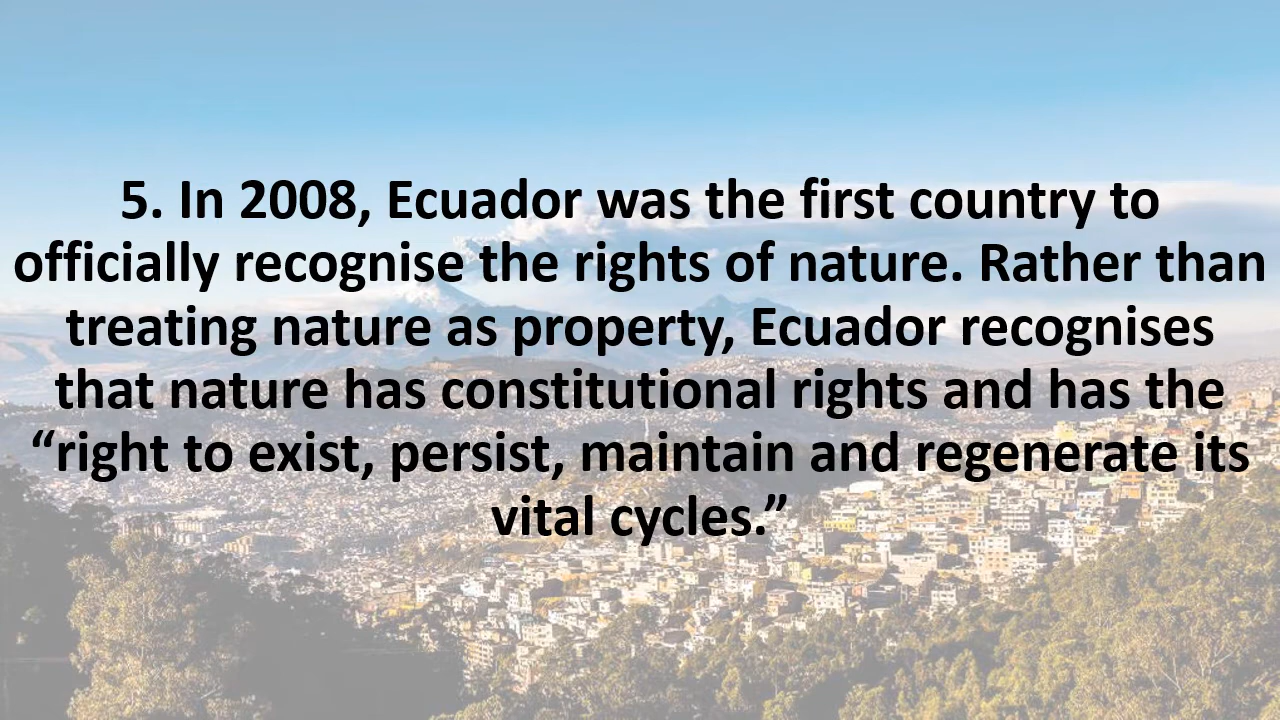 5. In 2008, Ecuador was the first country to
officially recognise the rights of nature. Rather than
treating nature as property, Ecuador recognises
that nature has constitutional rights and has the
“right to exist, persist, maintain and regenerate its
vital cycles.”